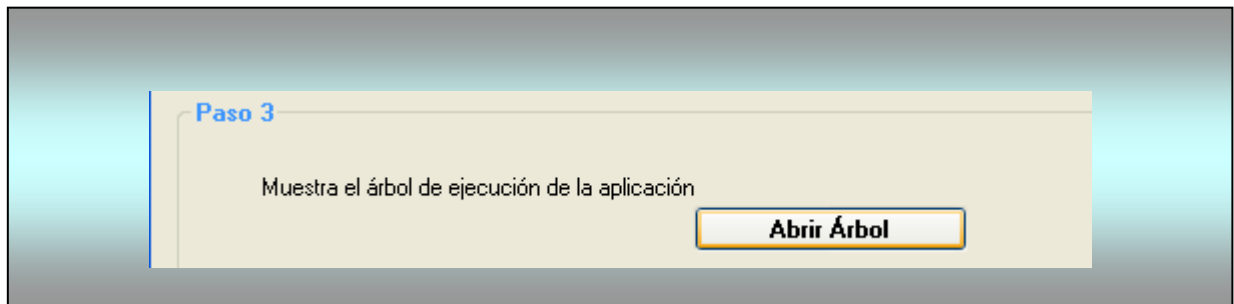 Paso 3
Muestra el árbol de ejecución de la aplicación
Abrir Árbol